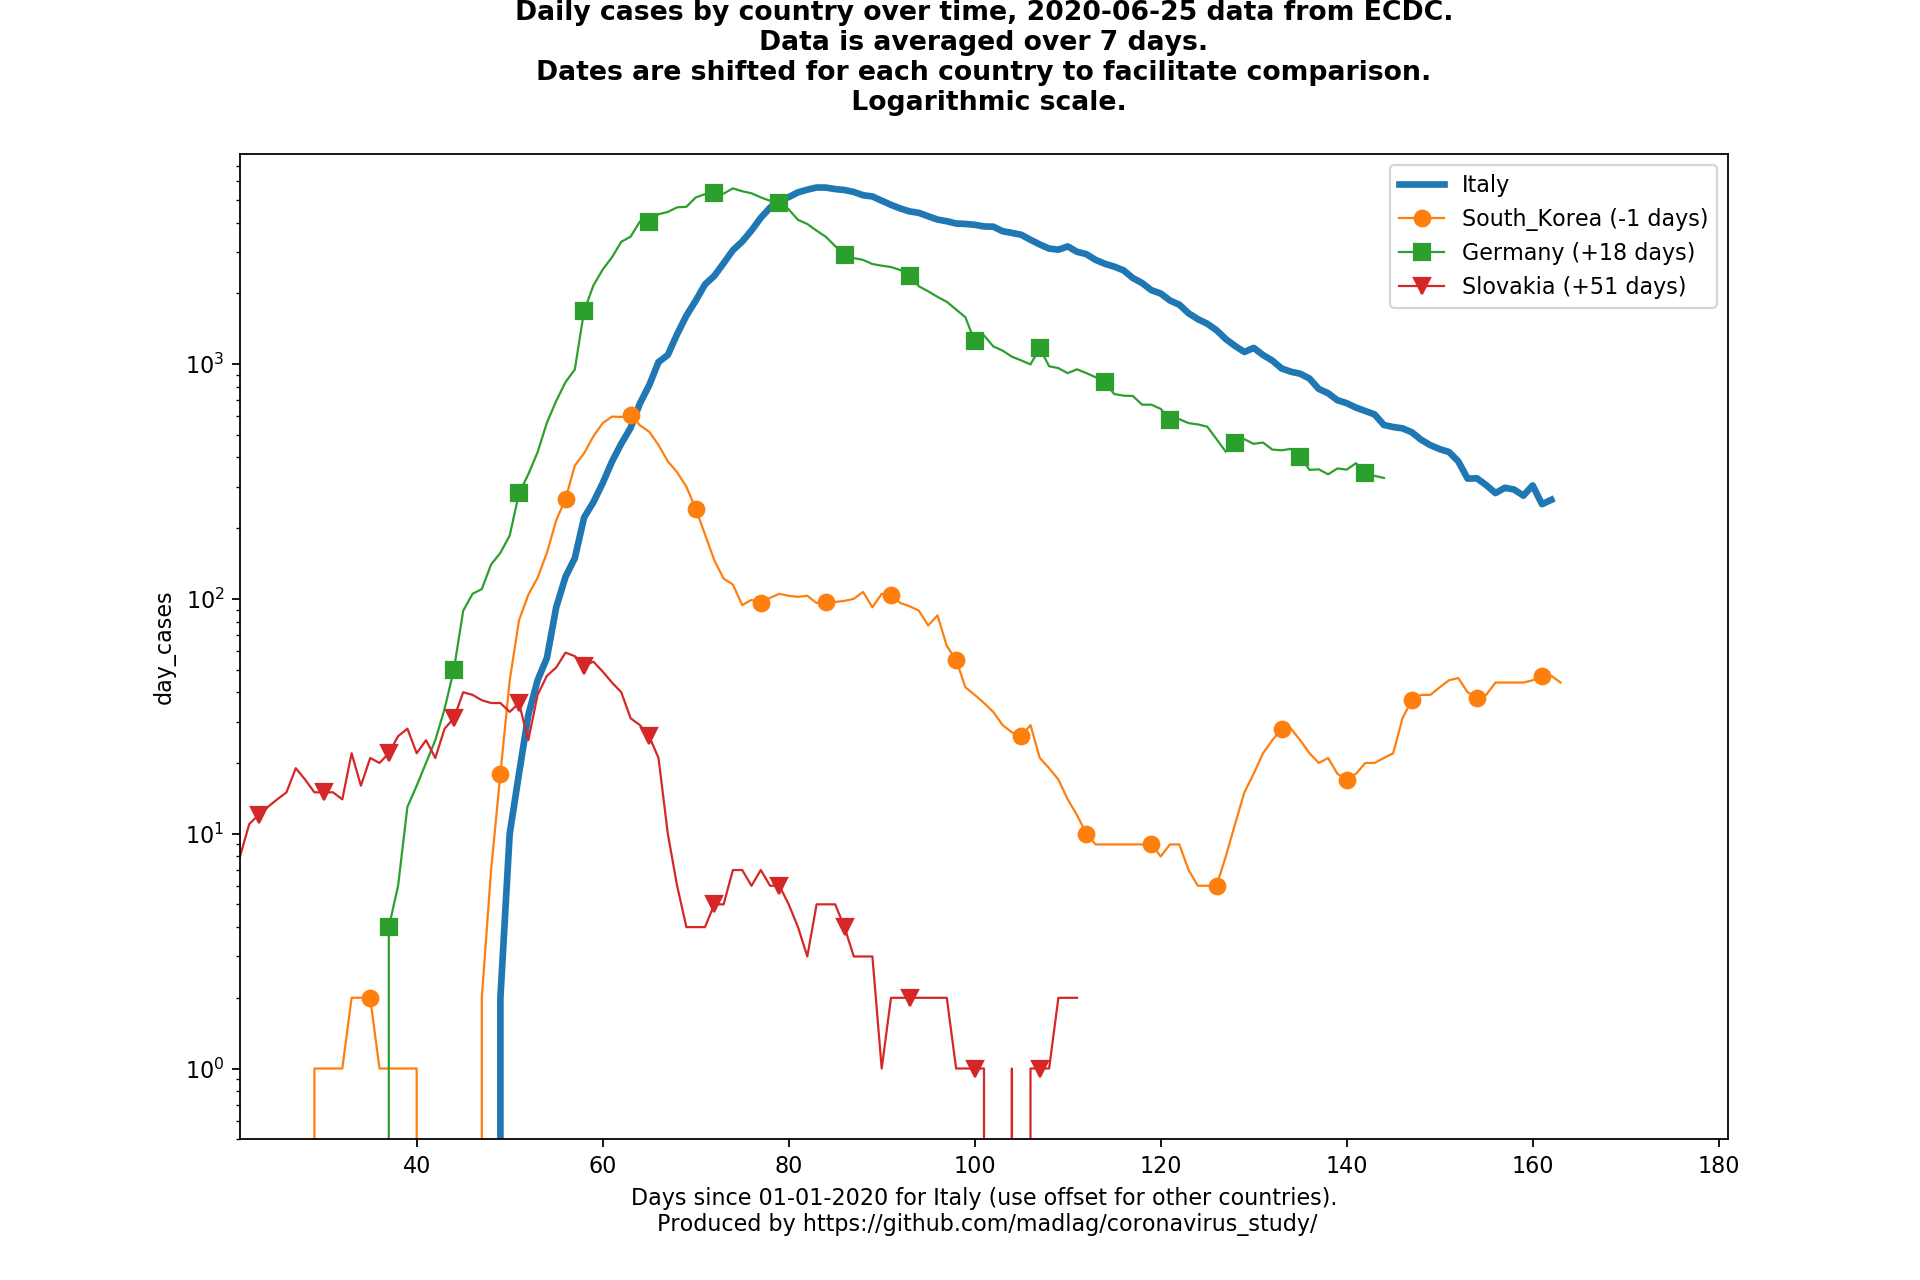 Daily cases by country over time, 2020-06-25 data from ECDC.
Data is averaged over 7 days.
Dates are shifted for each country to facilitate comparison.
Logarithmic scale.
Italy
South_Korea (-1 days)
Germany (+18 days)
Slovakia (+51 days)
10³
10²
10¹
10⁰
day_cases
40 60 80 100 120 140 160 180
Days since 01-01-2020 for Italy (use offset for other countries).
Produced by https://github.com/madlag/coronavirus_study/